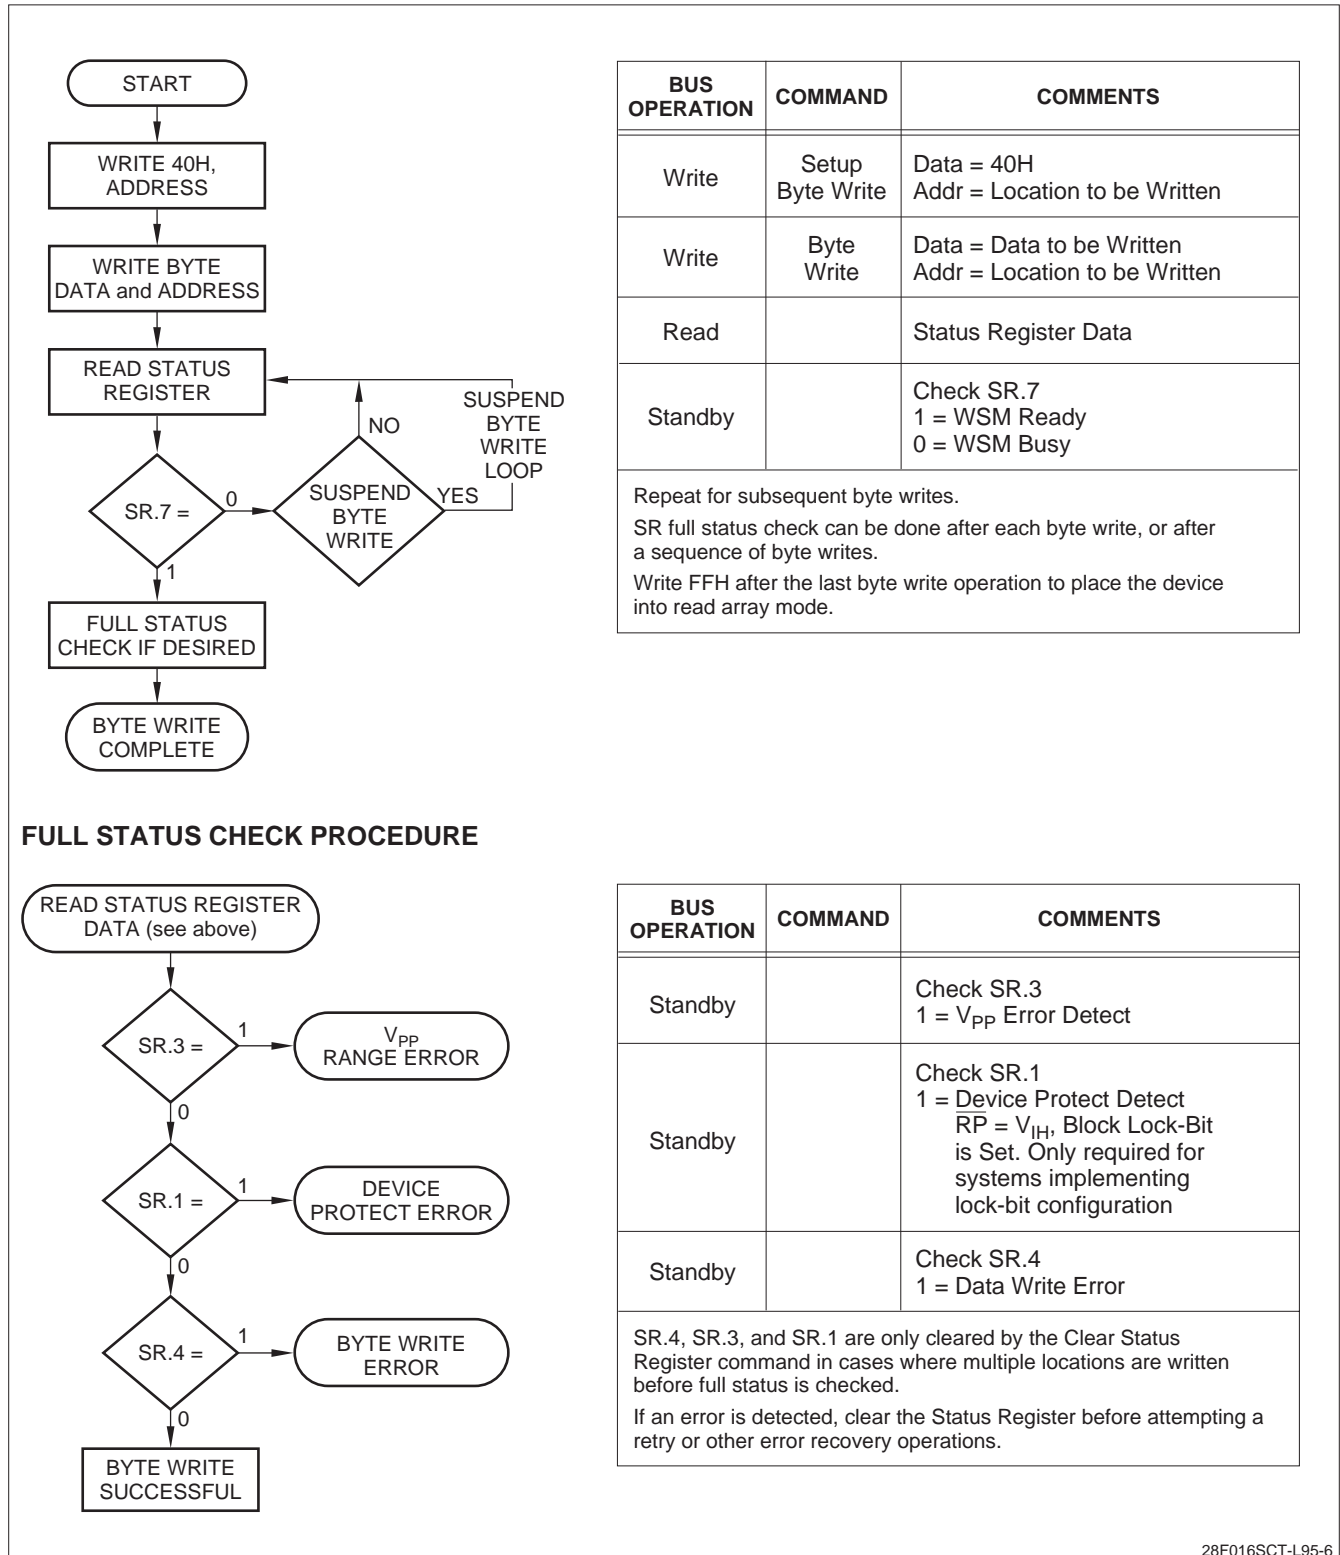 START
WRITE 40H,
ADDRESS
WRITE BYTE
DATA and ADDRESS
READ STATUS
REGISTER
SUSPEND
BYTE
WRITE
LOOP
NO
SR.7 =
0
SUSPEND
BYTE
WRITE
YES
1
FULL STATUS
CHECK IF DESIRED
BYTE WRITE
COMPLETE
BUS
OPERATION
COMMAND
COMMENTS
Write
Setup
Byte Write
Data = 40H
Addr = Location to be Written
Write
Byte
Write
Data = Data to be Written
Addr = Location to be Written
Read
Status Register Data
Standby
Check SR.7
1 = WSM Ready
0 = WSM Busy
Repeat for subsequent byte writes.
SR full status check can be done after each byte write, or after
a sequence of byte writes.
Write FFH after the last byte write operation to place the device
into read array mode.
FULL STATUS CHECK PROCEDURE
READ STATUS REGISTER
DATA (see above)
SR.3 =
1
VPP
RANGE ERROR
0
SR.1 =
1
DEVICE
PROTECT ERROR
0
SR.4 =
1
BYTE WRITE
ERROR
0
BYTE WRITE
SUCCESSFUL
BUS
OPERATION
COMMAND
COMMENTS
Standby
Check SR.3
1 = VPP Error Detect
Standby
Check SR.1
1 = Device Protect Detect
R̅P̅ = VIH, Block Lock-Bit
is Set. Only required for
systems implementing
lock-bit configuration
Standby
Check SR.4
1 = Data Write Error
SR.4, SR.3, and SR.1 are only cleared by the Clear Status
Register command in cases where multiple locations are written
before full status is checked.
If an error is detected, clear the Status Register before attempting a
retry or other error recovery operations.
28F016SCT-L95-6